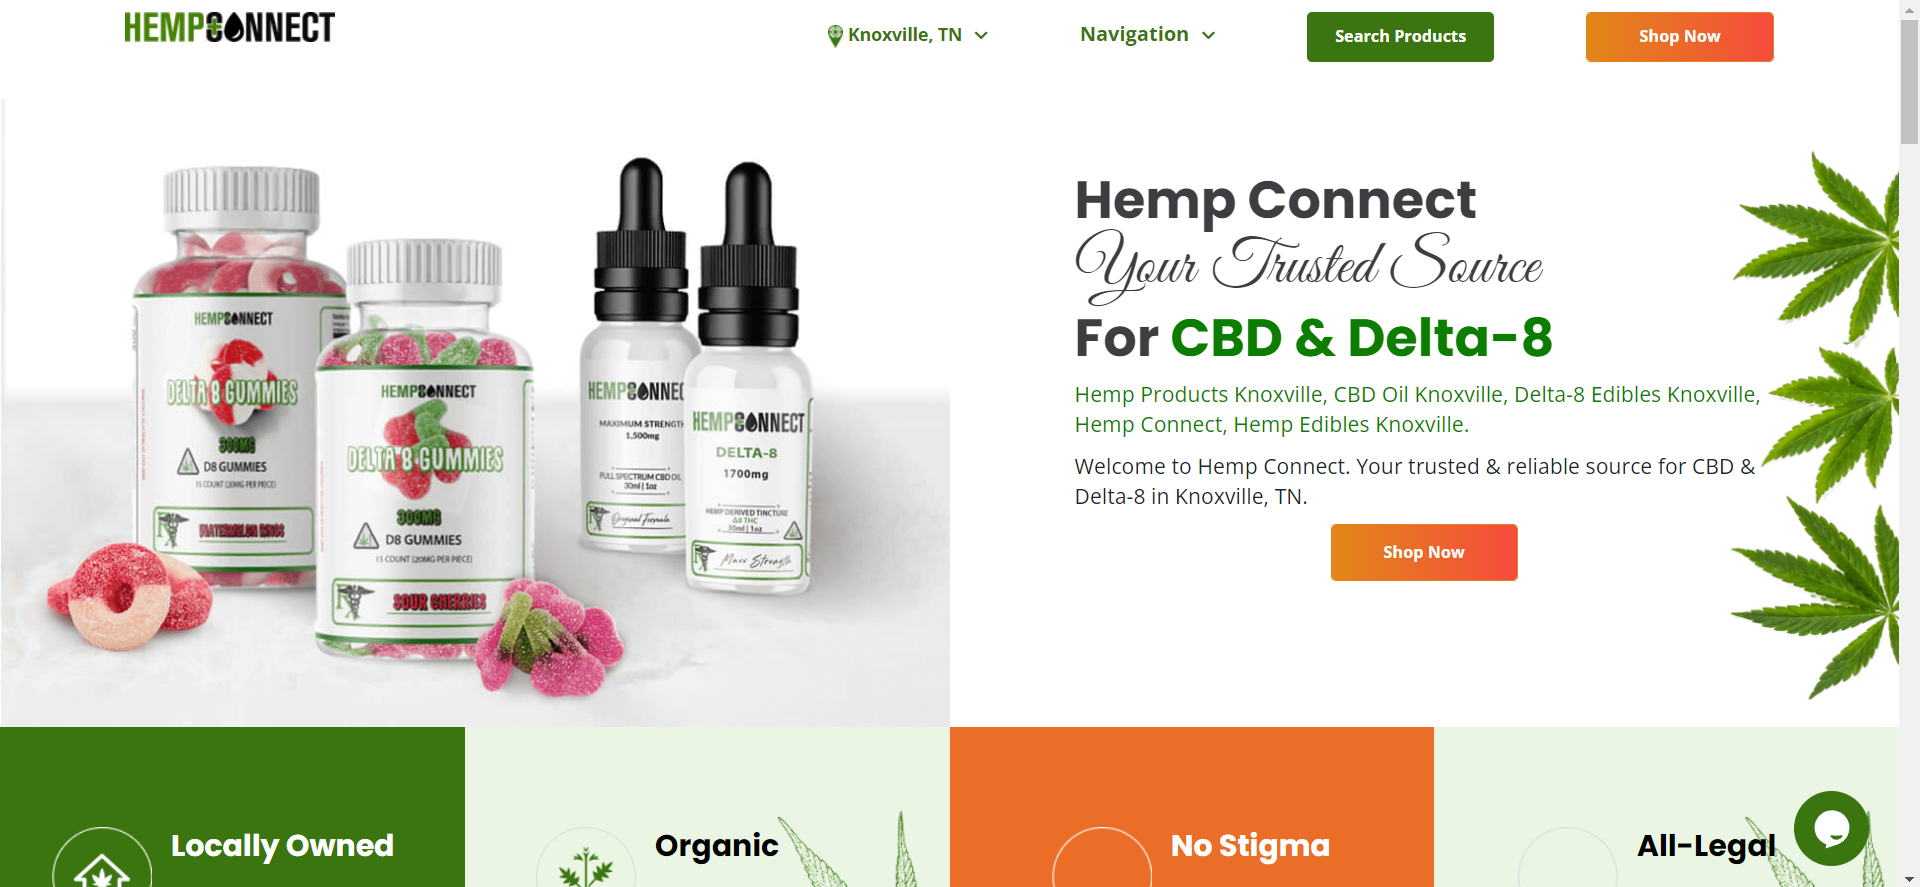 HEMPCONNECT
Knoxville, TN
Navigation
Search Products
Shop Now
HEMPCONNECT
DELTA 8 GUMMIES
300MG
D8 GUMMIES
15 COUNT (20MG PER PIECE)
WATERMELON RINGS
HEMPCONNECT
DELTA 8 GUMMIES
300MG
D8 GUMMIES
15 COUNT (20MG PER PIECE)
SOUR CHERRIES
HEMPCONNEC
MAXIMUM STRENGTH
1,500mg
FULL SPECTRUM CBD OIL
30ml | 1oz
Original Formula
HEMPCONNECT
DELTA-8
1700mg
HEMP DERIVED TINCTURE
Δ8 THC
30ml | 1oz
Maxx Strength
Hemp Connect
Your Trusted Source
For CBD & Delta-8
Hemp Products Knoxville, CBD Oil Knoxville, Delta-8 Edibles Knoxville,
Hemp Connect, Hemp Edibles Knoxville.
Welcome to Hemp Connect. Your trusted & reliable source for CBD &
Delta-8 in Knoxville, TN.
Shop Now
Locally Owned
Organic
No Stigma
All-Legal